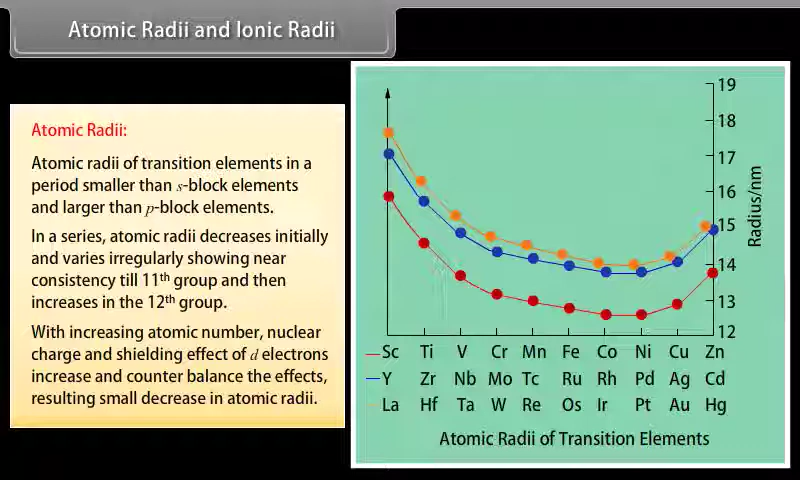 Atomic Radii and Ionic Radii
Atomic Radii:
Atomic radii of transition elements in a
period smaller than s-block elements
and larger than p-block elements.
In a series, atomic radii decreases initially
and varies irregularly showing near
consistency till 11th group and then
increases in the 12th group.
With increasing atomic number, nuclear
charge and shielding effect of d electrons
increase and counter balance the effects,
resulting small decrease in atomic radii.
19
18
17
16
15
14
13
12
Radius/nm
Sc Ti V Cr Mn Fe Co Ni Cu Zn
Y Zr Nb Mo Tc Ru Rh Pd Ag Cd
La Hf Ta W Re Os Ir Pt Au Hg
Atomic Radii of Transition Elements